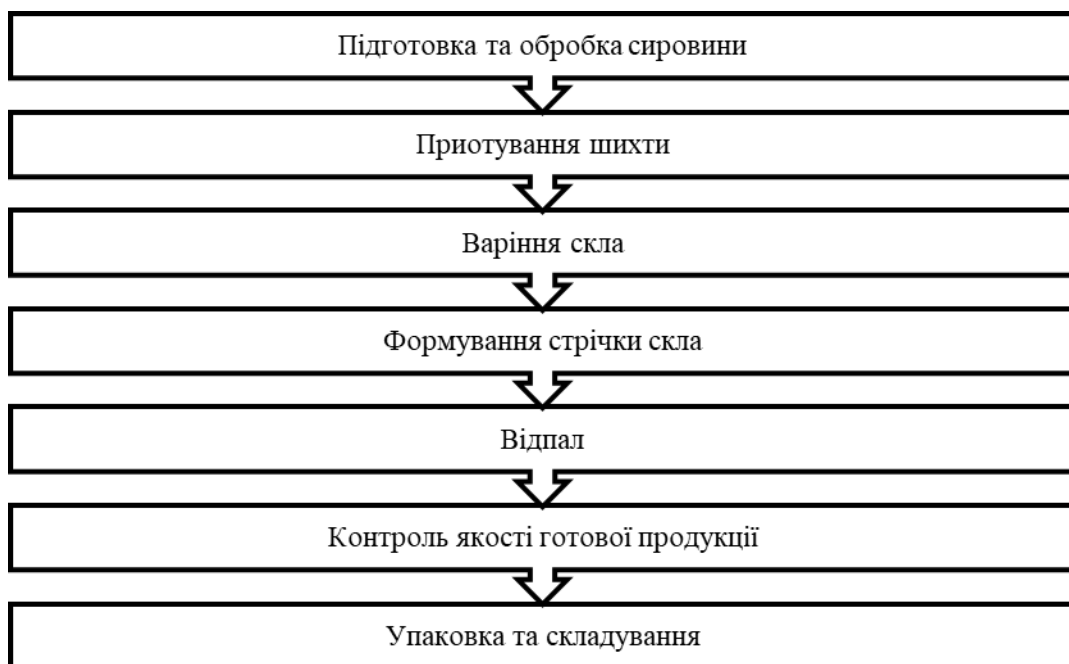 Підготовка та обробка сировини
Приотування шихти
Варіння скла
Формування стрічки скла
Відпал
Контроль якості готової продукції
Упаковка та складування